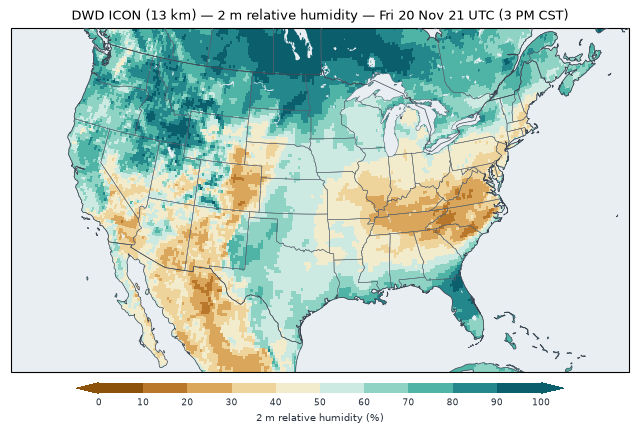 DWD ICON (13 km) — 2 m relative humidity — Fri 20 Nov 21 UTC (3 PM CST)
0 10 20 30 40 50 60 70 80 90 100
2 m relative humidity (%)